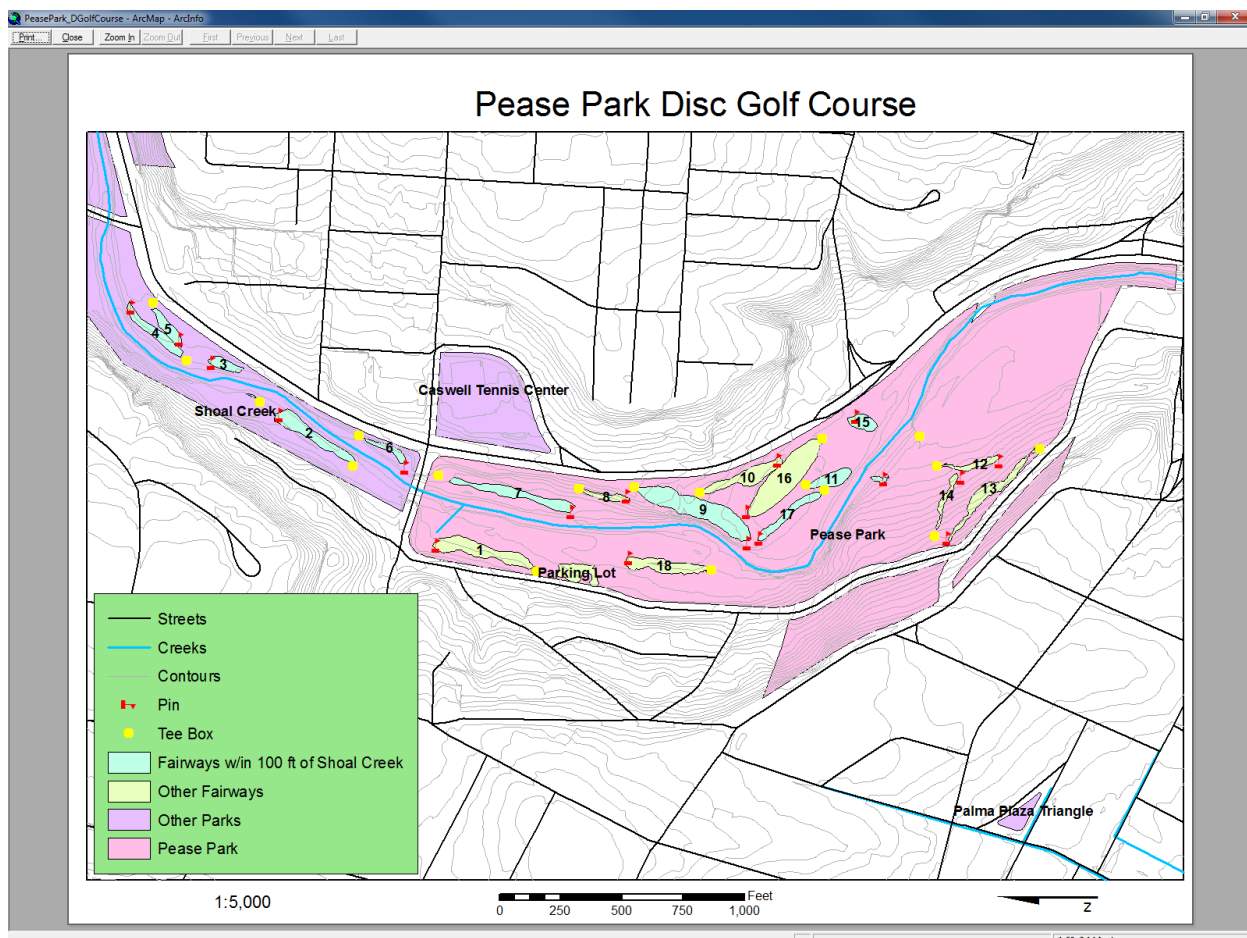 PeasePark_DGolfCourse - ArcMap - ArcInfo
Print... Close Zoom In Zoom Out First Previous Next Last
Pease Park Disc Golf Course
5
4
3
Caswell Tennis Center
Shoal Creek
2
6
15
12
10
16
11
7
8
13
14
9
17
Pease Park
1
Parking Lot
18
Streets
Creeks
Contours
Pin
Tee Box
Fairways w/in 100 ft of Shoal Creek
Other Fairways
Other Parks
Pease Park
Palma Plaza Triangle
1:5,000
Feet
0 250 500 750 1,000
Z